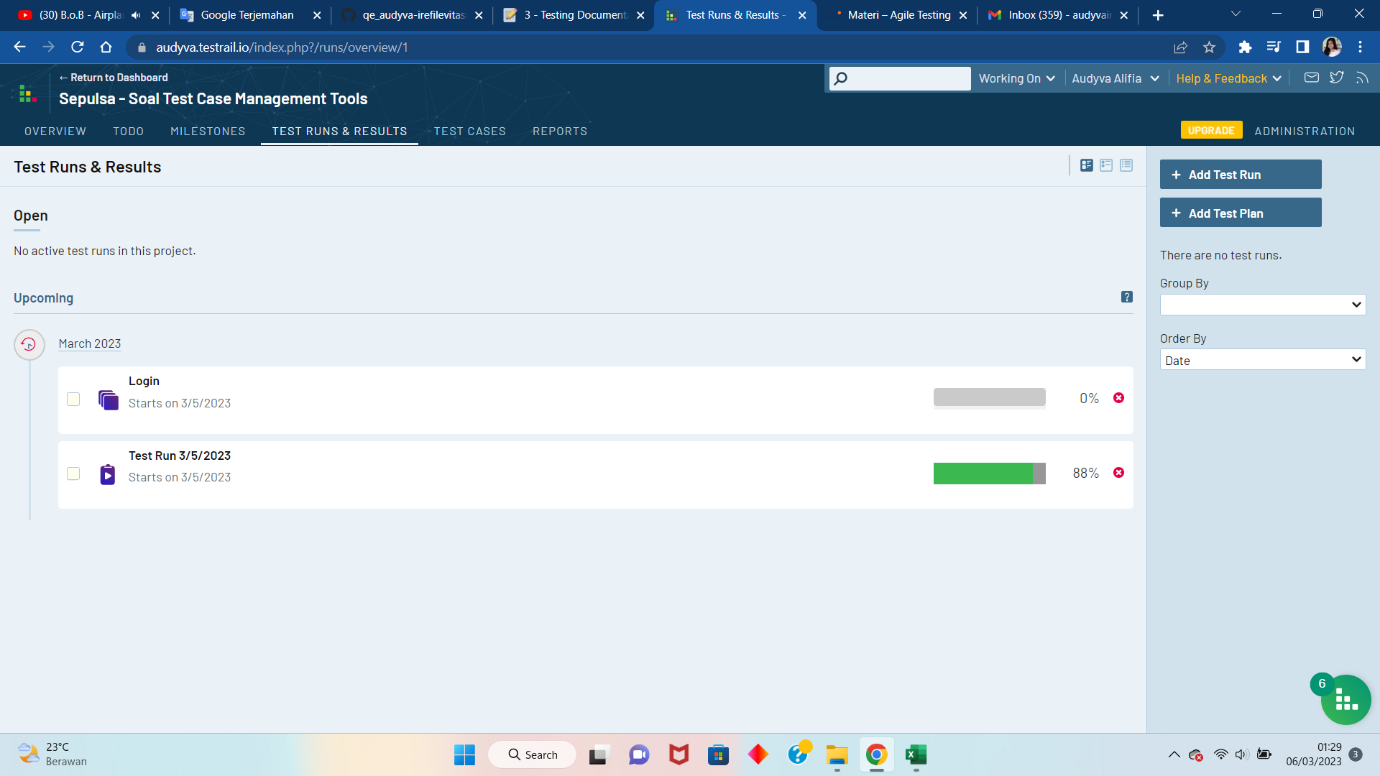 (30) B.o.B - Airpla
Google Terjemahan
qe_audyva-irefilevitas
3 - Testing Documenta
Test Runs & Results -
Materi – Agile Testing
Inbox (359) - audyvair
audyva.testrail.io/index.php?/runs/overview/1
← Return to Dashboard
Sepulsa - Soal Test Case Management Tools
Working On
Audyva Alifia
Help & Feedback
OVERVIEW
TODO
MILESTONES
TEST RUNS & RESULTS
TEST CASES
REPORTS
UPGRADE
ADMINISTRATION
Test Runs & Results
+ Add Test Run
+ Add Test Plan
Open
No active test runs in this project.
There are no test runs.
Group By
Upcoming
?
Order By
Date
March 2023
Login
Starts on 3/5/2023
0%
Test Run 3/5/2023
Starts on 3/5/2023
88%
6
23°C
Berawan
Search
01:29
06/03/2023
3